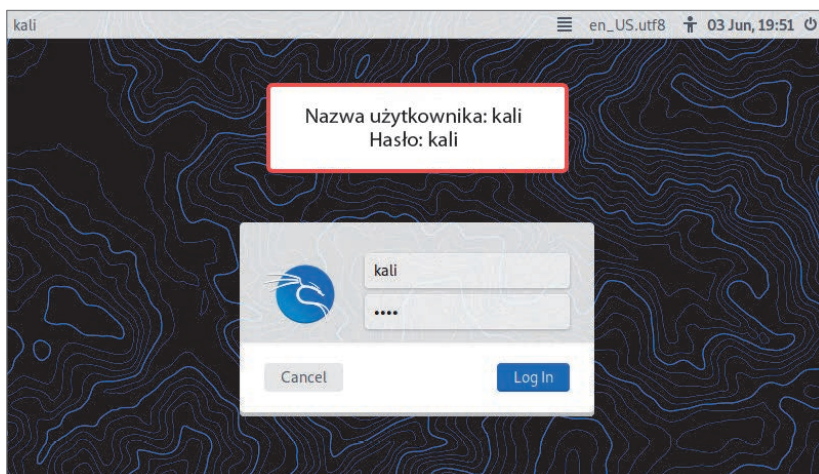 kali en_US.utf8 03 Jun, 19:51
Nazwa użytkownika: kali
Hasło: kali
kali
••••
Cancel Log In